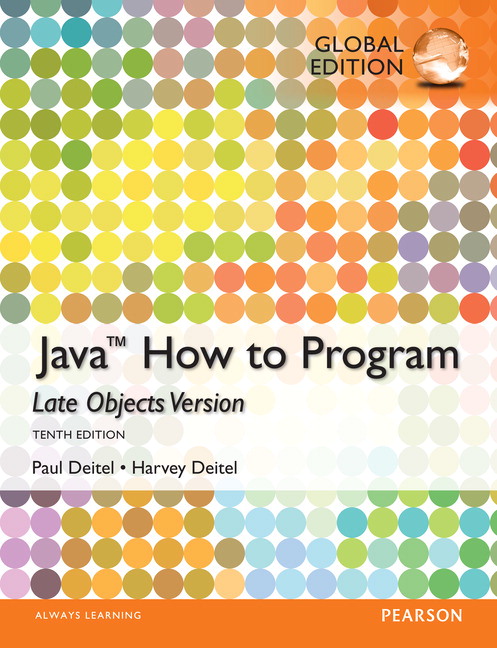 GLOBAL
EDITION
Java™ How to Program
Late Objects Version
TENTH EDITION
Paul Deitel • Harvey Deitel
ALWAYS LEARNING
PEARSON